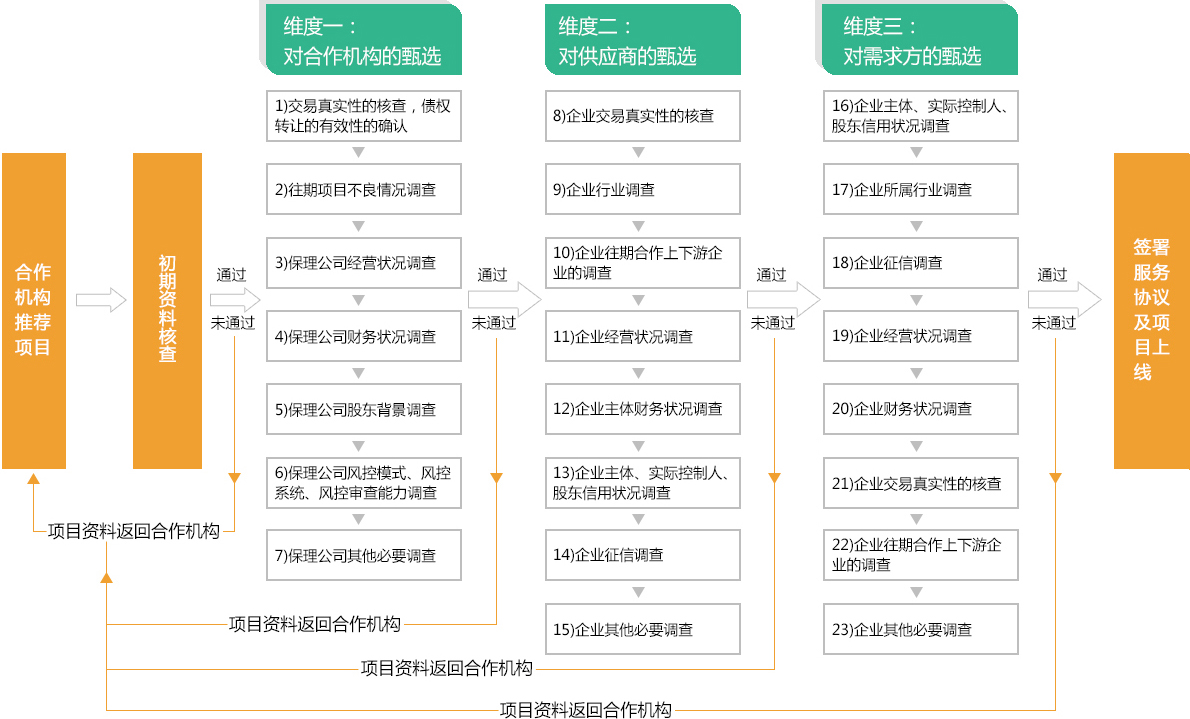 合作
机构
推荐
项目
初
期
资
料
核
查
通过
未通过
维度一：
对合作机构的甄选
1)交易真实性的核查，债权
转让的有效性的确认
2)往期项目不良情况调查
3)保理公司经营状况调查
4)保理公司财务状况调查
5)保理公司股东背景调查
6)保理公司风控模式、风控
系统、风控审查能力调查
7)保理公司其他必要调查
通过
未通过
维度二：
对供应商的甄选
8)企业交易真实性的核查
9)企业行业调查
10)企业往期合作上下游企
业的调查
11)企业经营状况调查
12)企业主体财务状况调查
13)企业主体、实际控制人、
股东信用状况调查
14)企业征信调查
15)企业其他必要调查
通过
未通过
维度三：
对需求方的甄选
16)企业主体、实际控制人、
股东信用状况调查
17)企业所属行业调查
18)企业征信调查
19)企业经营状况调查
20)企业财务状况调查
21)企业交易真实性的核查
22)企业往期合作上下游企
业的调查
23)企业其他必要调查
通过
未通过
签署
服务
协议
及项
目上
线
项目资料返回合作机构
项目资料返回合作机构
项目资料返回合作机构
项目资料返回合作机构